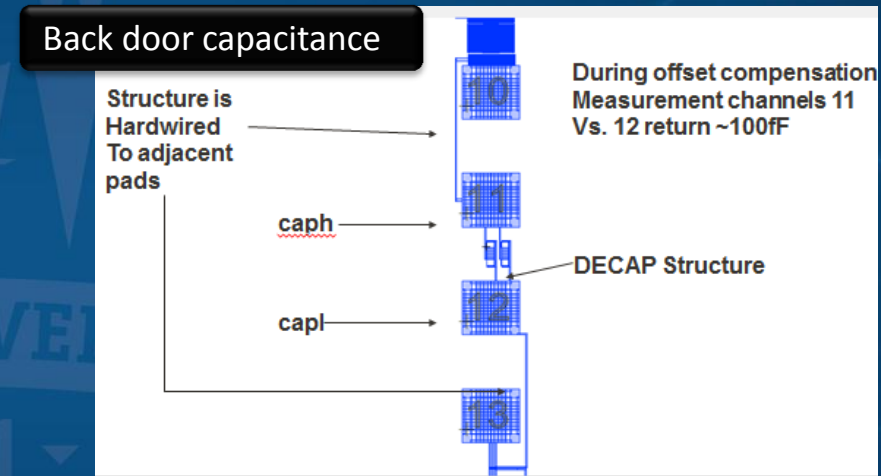 Back door capacitance
Structure is
Hardwired
To adjacent
pads
During offset compensation
Measurement channels 11
Vs. 12 return ~100fF
10
11
caph
DECAP Structure
12
capl
13